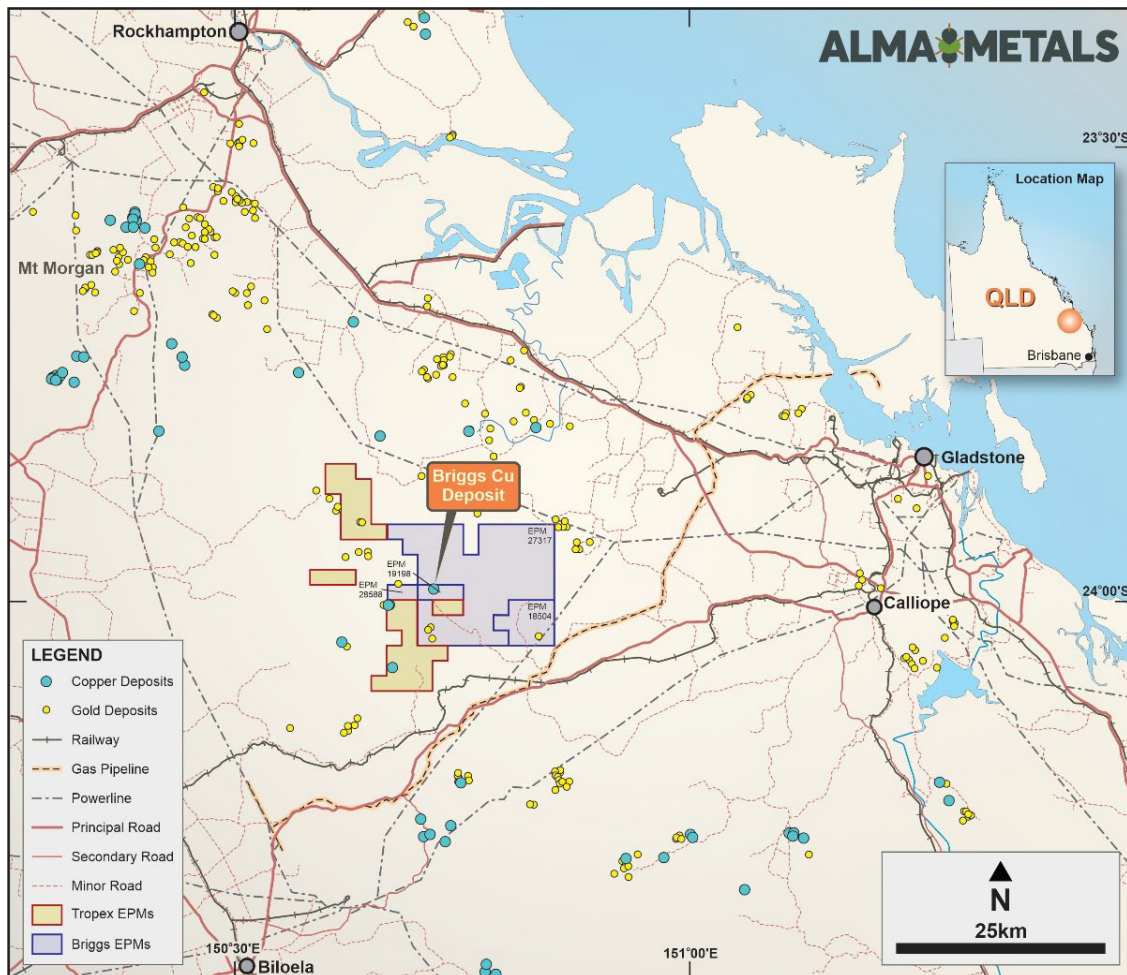 Rockhampton
ALMA METALS
23°30'S
Location Map
QLD
Brisbane
Mt Morgan
Briggs Cu
Deposit
Gladstone
EPM
27317
EPM
19198
EPM
28588
EPM
18504
24°00'S
Calliope
LEGEND
Copper Deposits
Gold Deposits
Railway
Gas Pipeline
Powerline
Principal Road
Secondary Road
Minor Road
Tropex EPMs
Briggs EPMs
N
25km
150°30'E
151°00'E
Biloela